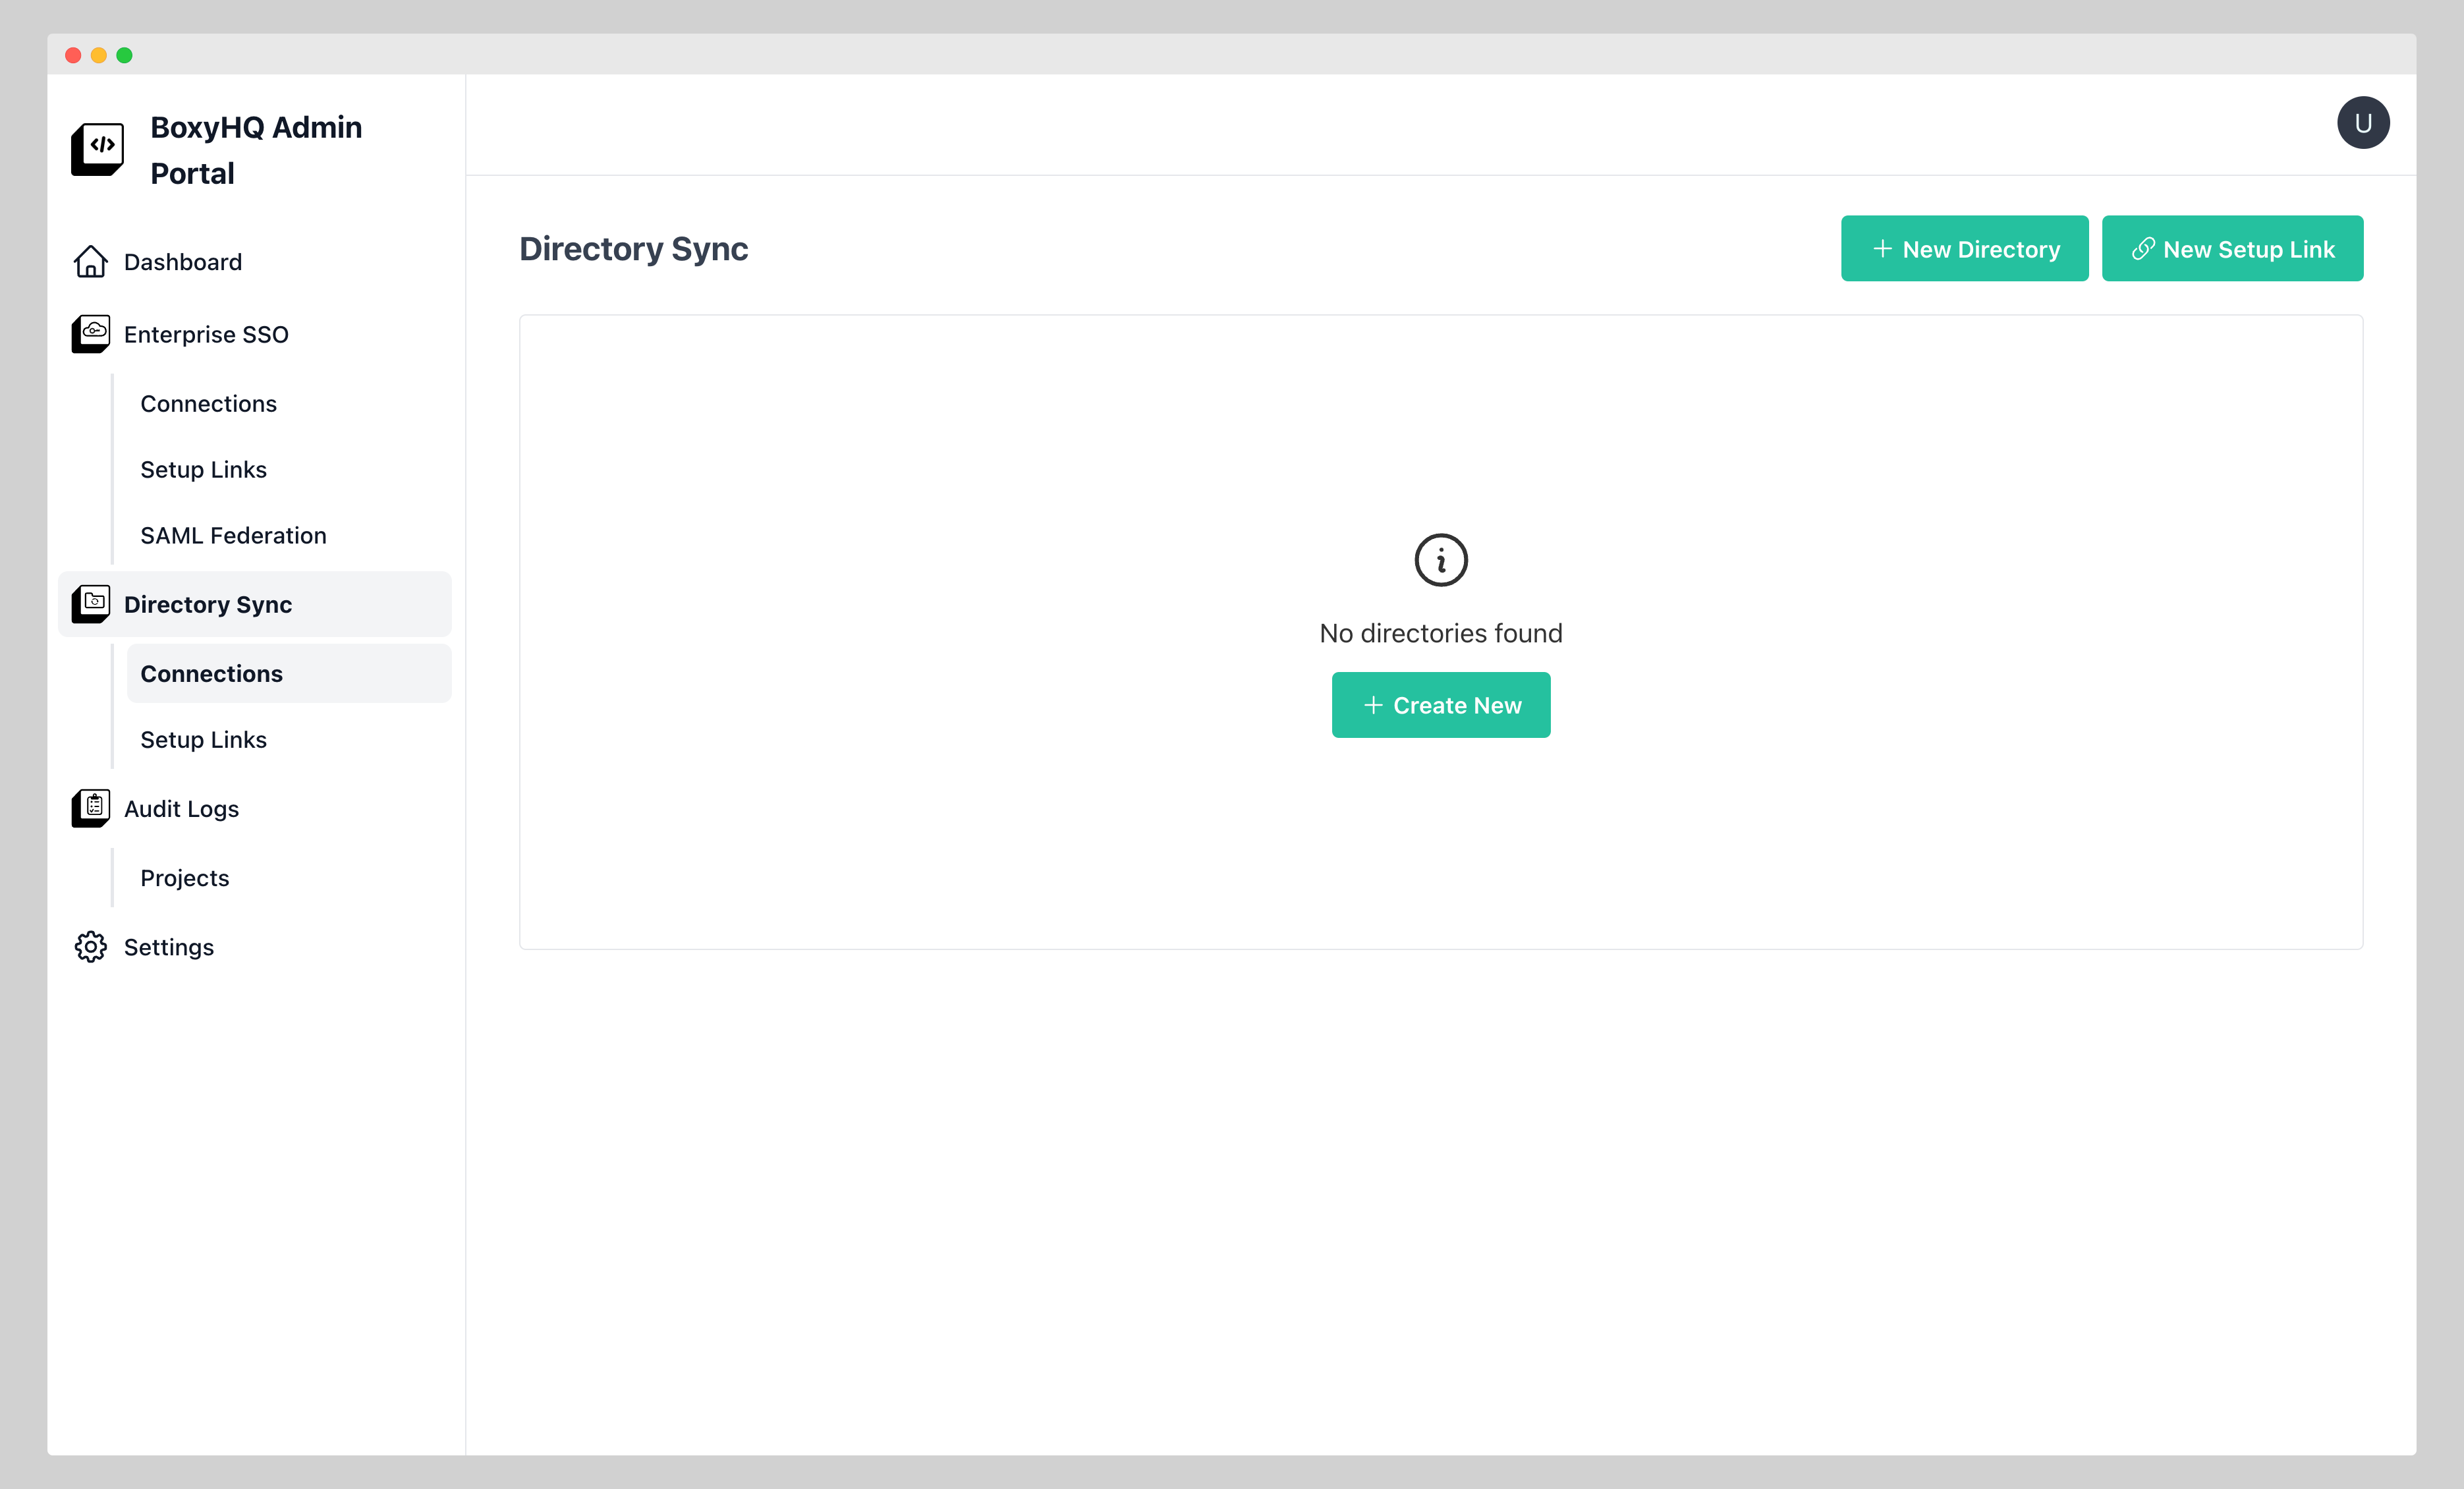 BoxyHQ Admin
Portal
Dashboard
Enterprise SSO
Connections
Setup Links
SAML Federation
Directory Sync
Connections
Setup Links
Audit Logs
Projects
Settings
U
Directory Sync
New Directory
New Setup Link
No directories found
Create New